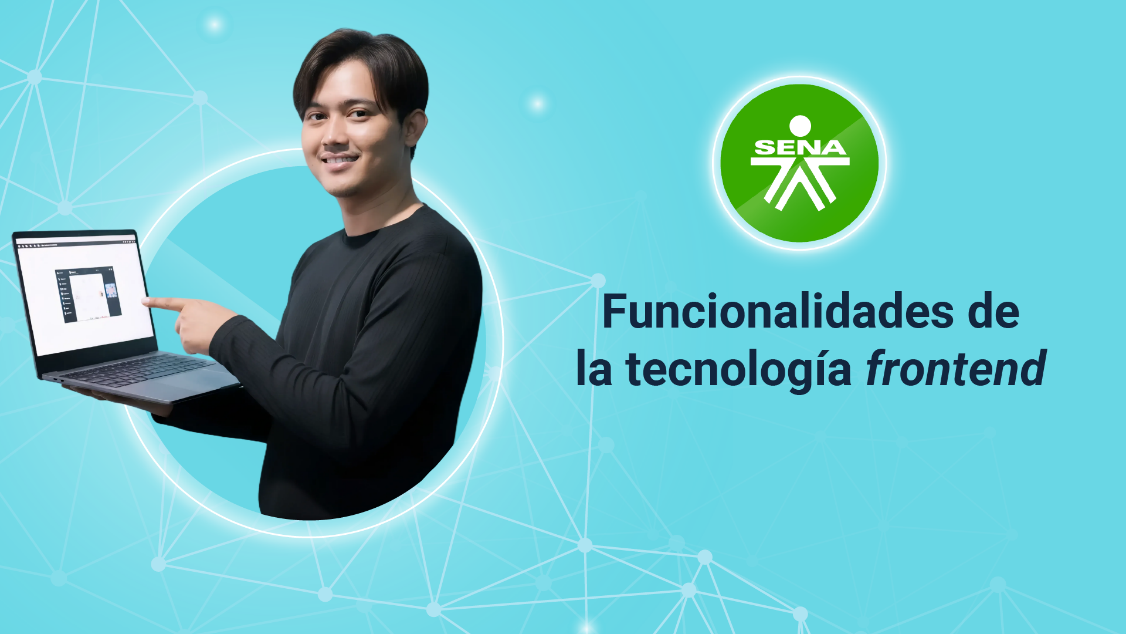 SENA
Funcionalidades de
la tecnología frontend